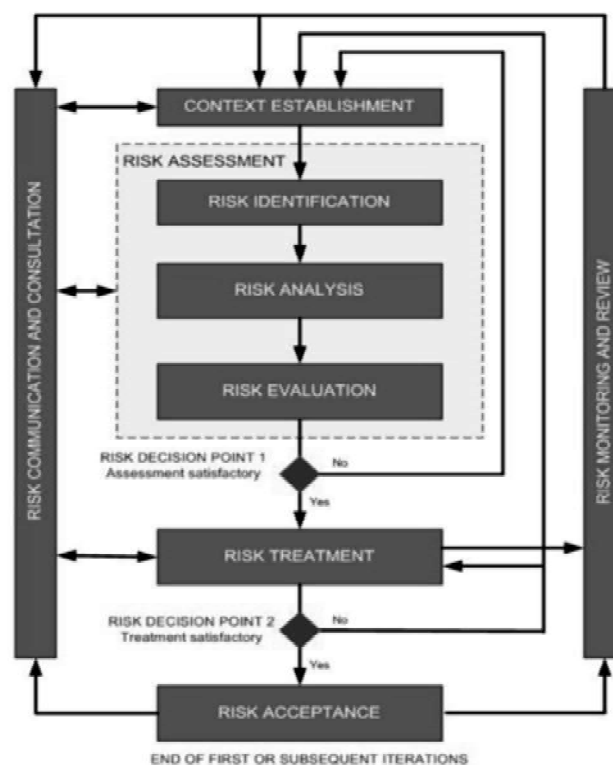 CONTEXT ESTABLISHMENT
RISK ASSESSMENT
RISK IDENTIFICATION
RISK ANALYSIS
RISK EVALUATION
RISK COMMUNICATION AND CONSULTATION
RISK MONITORING AND REVIEW
RISK DECISION POINT 1
Assessment satisfactory
No
Yes
RISK TREATMENT
RISK DECISION POINT 2
Treatment satisfactory
No
Yes
RISK ACCEPTANCE
END OF FIRST OR SUBSEQUENT ITERATIONS